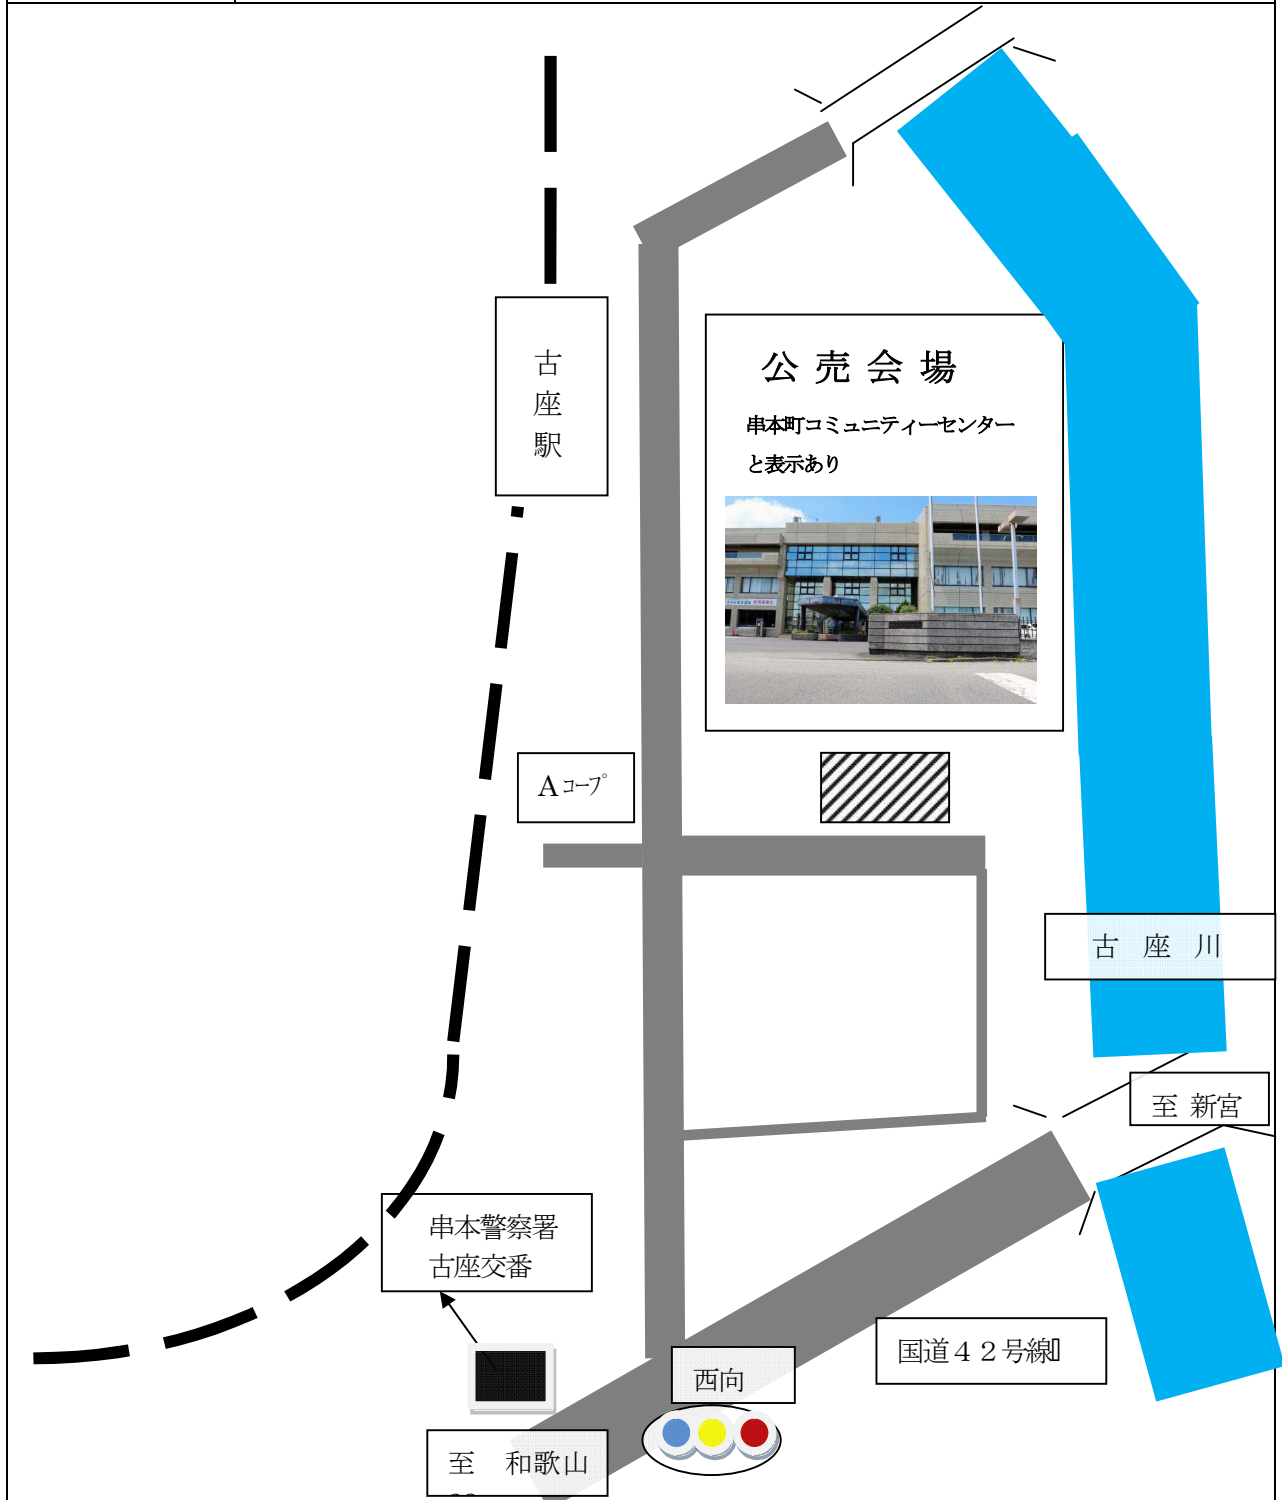 古座駅
公売会場
串本町コミュニティーセンター
と表示あり
Aコープ
古座川
至 新宮
串本警察署
古座交番
国道４２号線
西向
至 和歌山